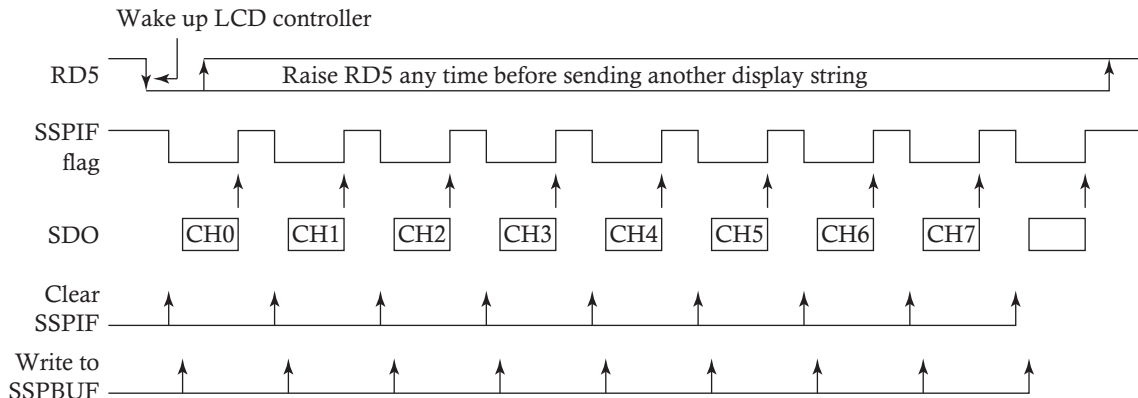 Wake up LCD controller
RD5
Raise RD5 any time before sending another display string
SSPIF
flag
SDO
CH0 CH1 CH2 CH3 CH4 CH5 CH6 CH7
Clear
SSPIF
Write to
SSPBUF